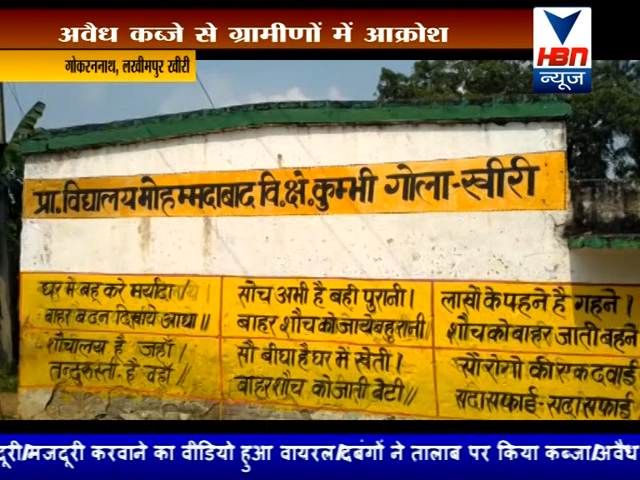 अवैध कब्जे से ग्रामीणों में आक्रोश
गोकरननाथ, लखीमपुर खीरी
HBN
न्यूज
प्रा. विद्यालय मोहम्मदाबाद वि.क्षे. कुम्भी गोला-खीरी
घर में बहू करे मर्यादा
बाहर बदन दिखाये आधा॥
शौचालय है जहाँ।
तन्दुरुस्ती है वहाँ॥
सोच अभी है बही पुरानी।
बाहर शौच को जाय बहुरानी
सौ बीघा है घर में खेती।
बाहर शौच को जाती बेटी॥
लाखों के पहने है गहने।
शौच को बाहर जाती बहने
सौ रोगो की एक दवाई
सदा सफाई-सदा सफाई
दूरी/मजदूरी करवाने का वीडियो हुआ वायरल/दबंगों ने तालाब पर किया कब्जा/अवैध